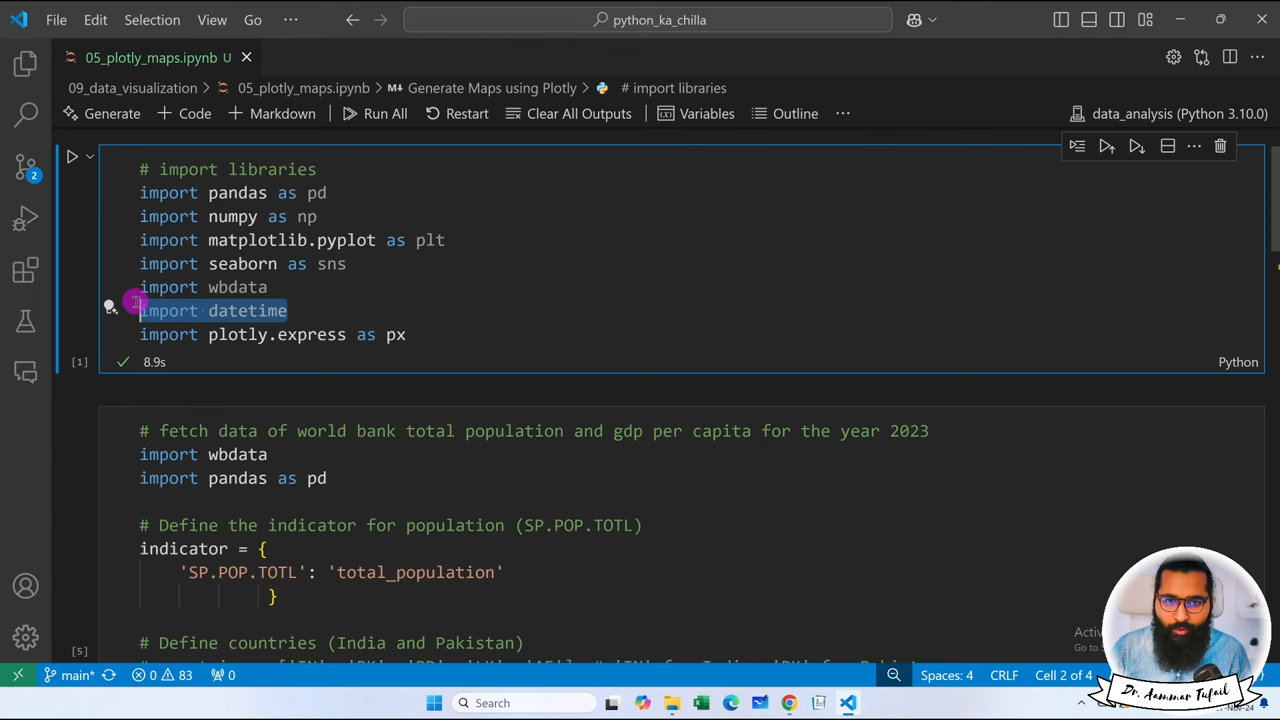 File Edit Selection View Go ··· python_ka_chilla
05_plotly_maps.ipynb U
09_data_visualization > 05_plotly_maps.ipynb > Generate Maps using Plotly > # import libraries
Generate + Code + Markdown Run All Restart Clear All Outputs Variables Outline ··· data_analysis (Python 3.10.0)
# import libraries
import pandas as pd
import numpy as np
import matplotlib.pyplot as plt
import seaborn as sns
import wbdata
import datetime
import plotly.express as px
[1] 8.9s Python
# fetch data of world bank total population and gdp per capita for the year 2023
import wbdata
import pandas as pd
# Define the indicator for population (SP.POP.TOTL)
indicator = {
'SP.POP.TOTL': 'total_population'
}
# Define countries (India and Pakistan)
[5]
2
main* 0 83 0 Spaces: 4 CRLF Cell 2 of 4
Search
Dr. Aammar Tufail